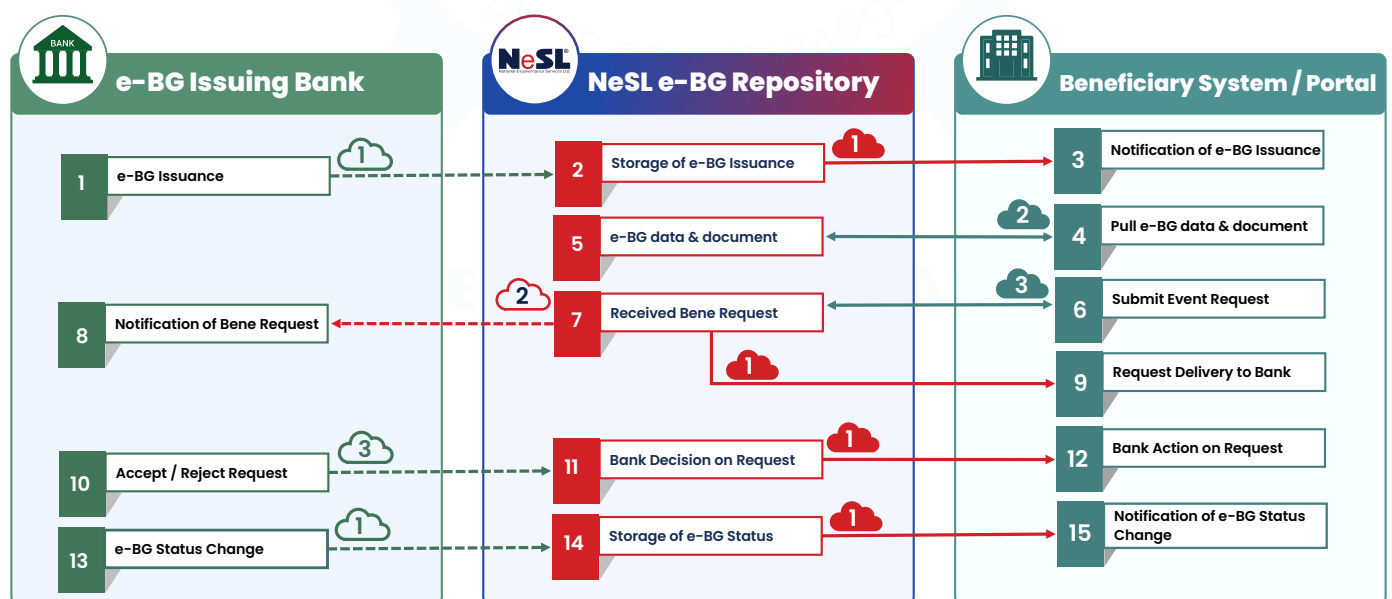 BANK
e-BG Issuing Bank
NeSL®
National E-Governance Services Ltd.
NeSL e-BG Repository
Beneficiary System / Portal
1
e-BG Issuance
1
2
Storage of e-BG Issuance
1
3
Notification of e-BG Issuance
5
e-BG data & document
2
4
Pull e-BG data & document
8
Notification of Bene Request
2
7
Received Bene Request
3
6
Submit Event Request
1
9
Request Delivery to Bank
10
Accept / Reject Request
3
11
Bank Decision on Request
1
12
Bank Action on Request
13
e-BG Status Change
1
14
Storage of e-BG Status
1
15
Notification of e-BG Status
Change